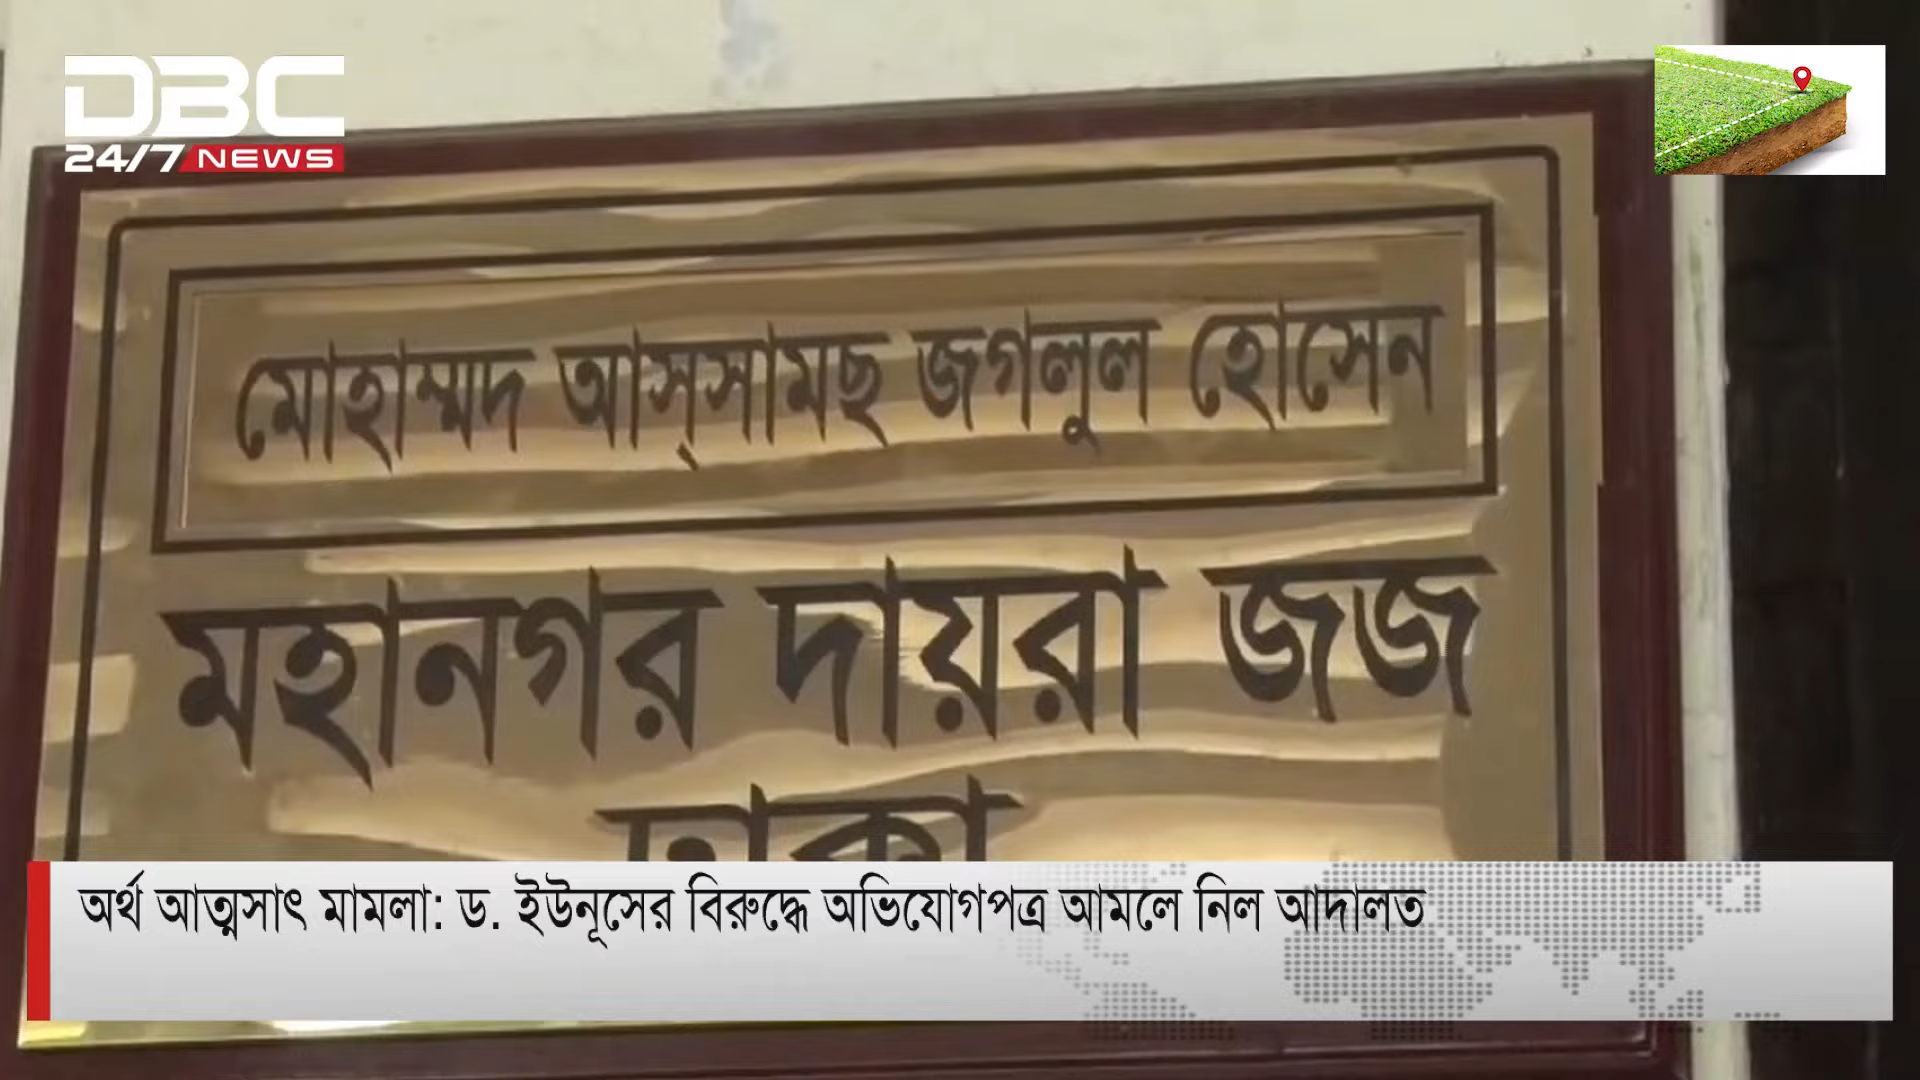 DBC
24/7 NEWS
মোহাম্মদ আস্সামছ জগলুল হোসেন
মহানগর দায়রা জজ
ঢাকা
অর্থ আত্মসাৎ মামলা: ড. ইউনূসের বিরুদ্ধে অভিযোগপত্র আমলে নিল আদালত